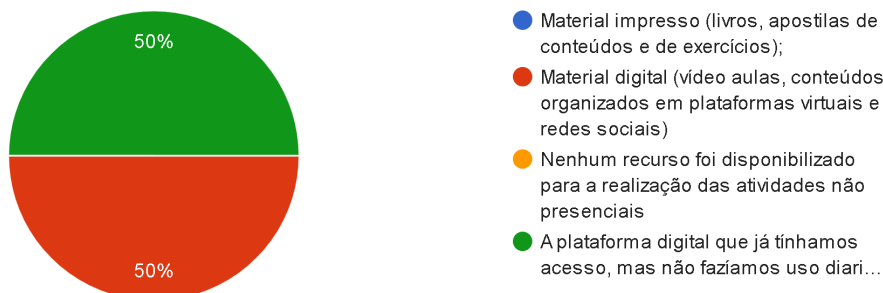 50%
50%
Material impresso (livros, apostilas de
conteúdos e de exercícios);
Material digital (vídeo aulas, conteúdos
organizados em plataformas virtuais e
redes sociais)
Nenhum recurso foi disponibilizado
para a realização das atividades não
presenciais
A plataforma digital que já tínhamos
acesso, mas não fazíamos uso diari…